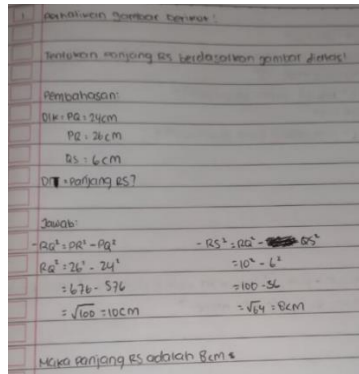 1 Perhatikan gambar berikut!
Tentukan panjang RS berdasarkan gambar diatas!
Pembahasan:
Dik = PQ = 24cm
PR = 26cm
QS = 6cm
DIT = Panjang RS?
Jawab:
- RQ² = PR² - PQ²
RQ² = 26² - 24²
= 676 - 576
= √100 = 10cm
- RS² = RQ² - QS²
= 10² - 6²
= 100 - 36
= √64 = 8cm
Maka panjang RS adalah 8cm